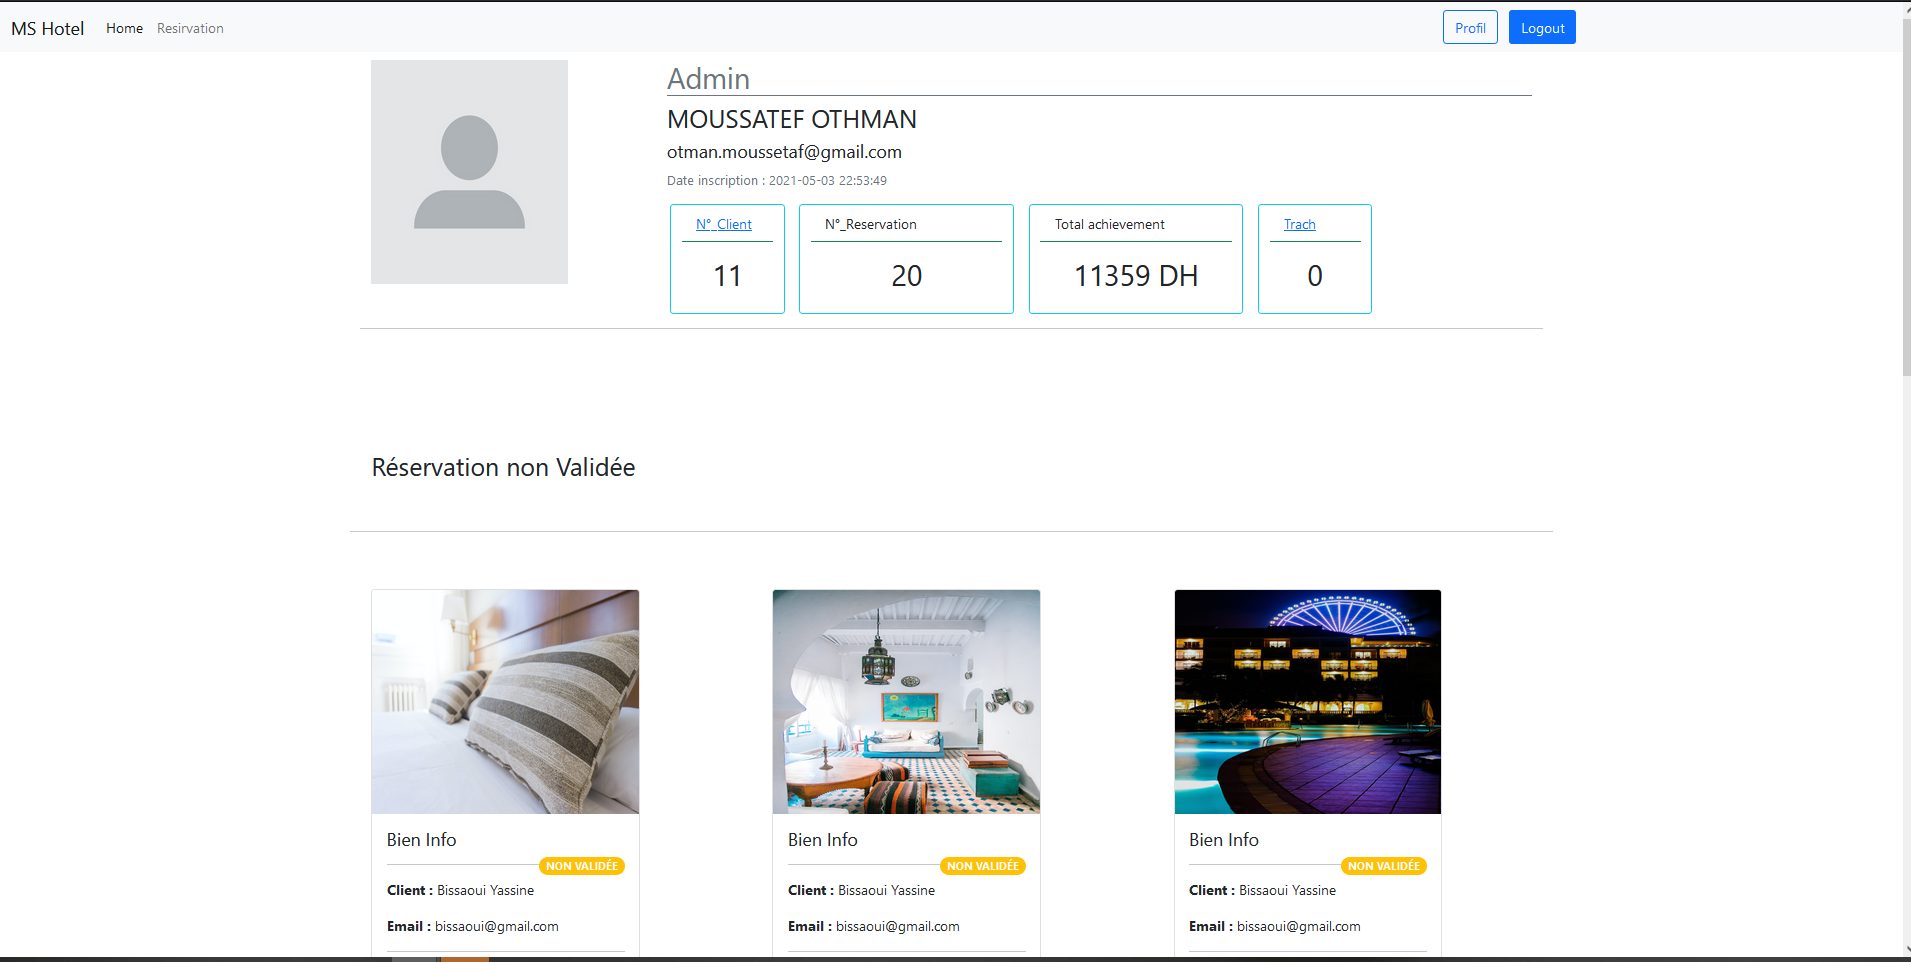 MS Hotel Home Resirvation Profil Logout
Admin
MOUSSATEF OTHMAN
otman.moussetaf@gmail.com
Date inscription : 2021-05-03 22:53:49
N°_Client N°_Reservation Total achievement Trach
11 20 11359 DH 0
Réservation non Validée
Bien Info Bien Info Bien Info
NON VALIDÉE NON VALIDÉE NON VALIDÉE
Client : Bissaoui Yassine Client : Bissaoui Yassine Client : Bissaoui Yassine
Email : bissaoui@gmail.com Email : bissaoui@gmail.com Email : bissaoui@gmail.com